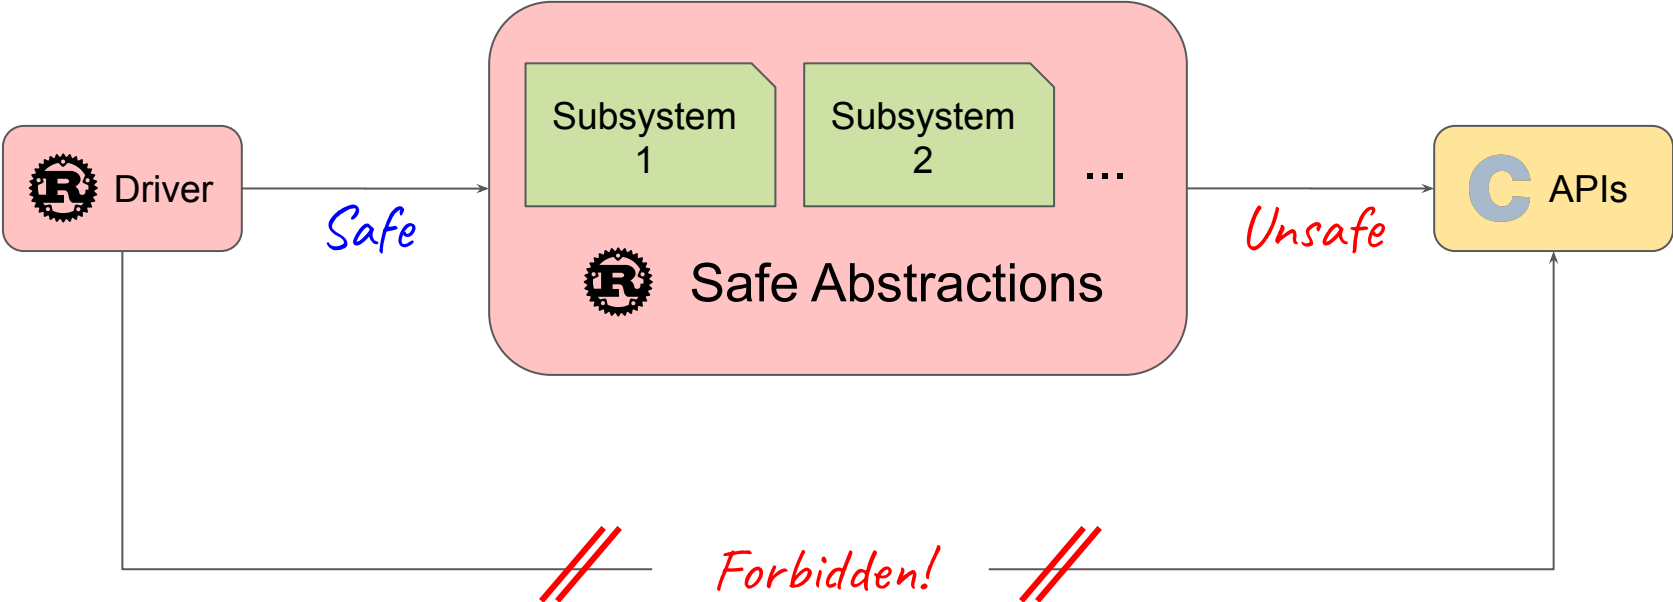 Subsystem
1
Subsystem
2
...
R Driver
Safe
Unsafe
C APIs
R Safe Abstractions
Forbidden!